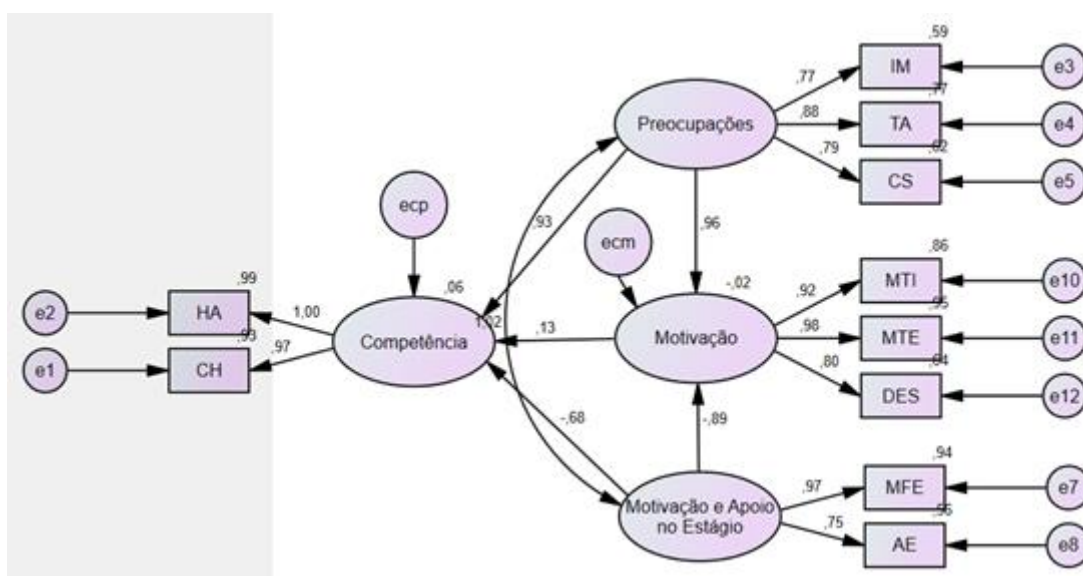 ,59
IM
e3
,77
,77
Preocupações
,88
TA
e4
,79
,62
CS
e5
ecp
,93
,96
ecm
,86
,99
,06
-,02
,92
MTI
e10
e2
HA
1,00
1,02
,95
,93
Competência
,13
Motivação
,98
MTE
e11
e1
CH
,97
,80
,64
DES
e12
-,68
-,89
,94
,97
MFE
e7
Motivação e Apoio
no Estágio
,75
AE
e8